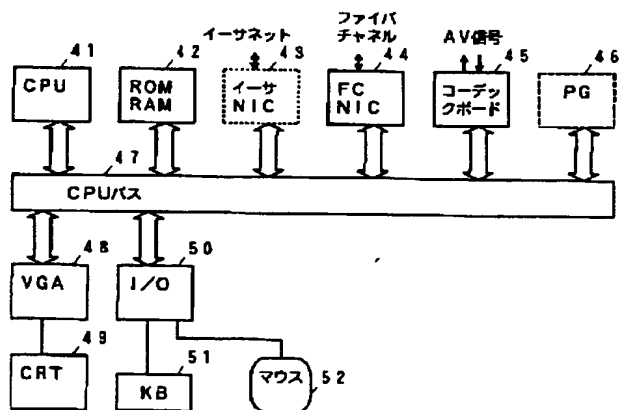 イーサネット
ファイバ
チャネル
AV信号
41
42
43
44
45
46
CPU
ROM
RAM
イーサ
NIC
FC
NIC
コーデッ
クボード
PG
47
CPUバス
48
50
VGA
I/O
49
51
CRT
KB
マウス
52